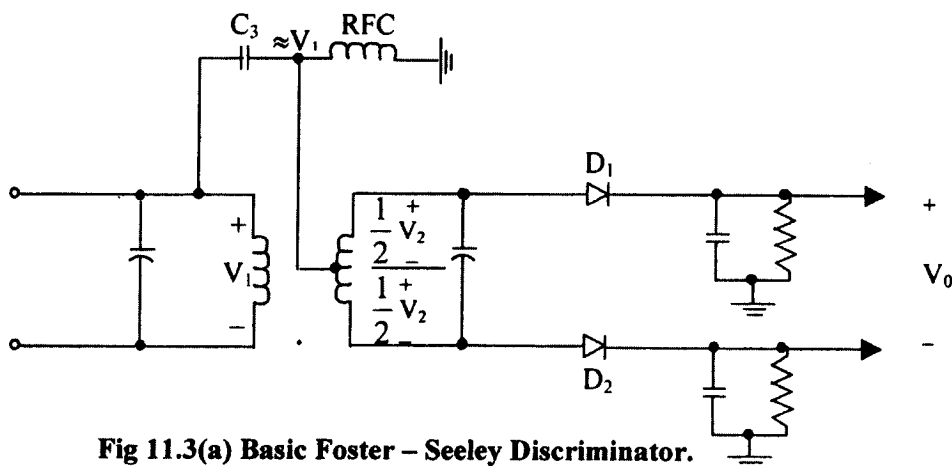 C₃
≈V₁
RFC
D₁
+
1/2 V₂
+
-
V₁
+
-
1/2 V₂
+
-
V₀
-
D₂
Fig 11.3(a) Basic Foster – Seeley Discriminator.